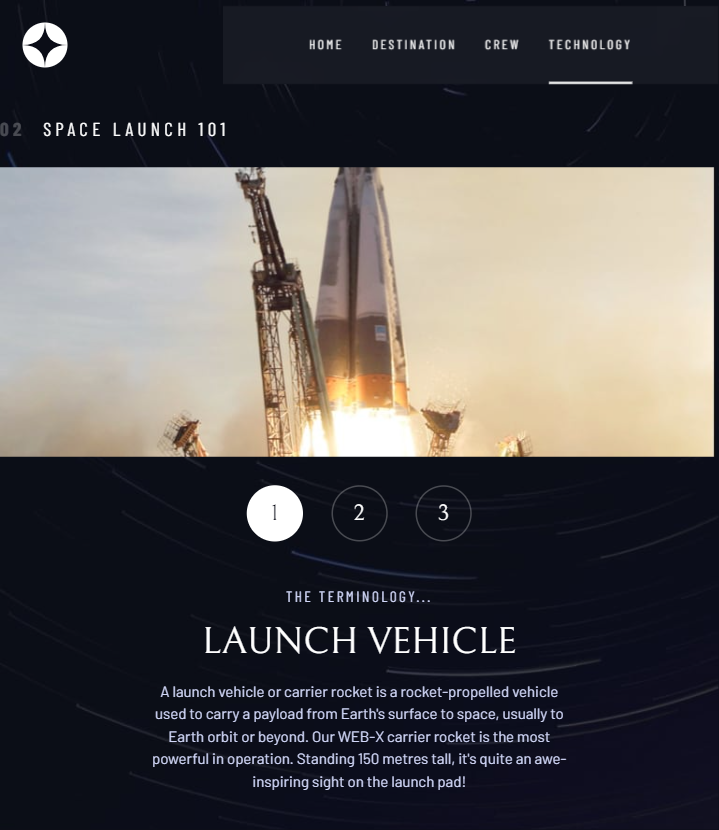 HOME DESTINATION CREW TECHNOLOGY
02 SPACE LAUNCH 101
1 2 3
THE TERMINOLOGY...
LAUNCH VEHICLE
A launch vehicle or carrier rocket is a rocket-propelled vehicle
used to carry a payload from Earth's surface to space, usually to
Earth orbit or beyond. Our WEB-X carrier rocket is the most
powerful in operation. Standing 150 metres tall, it's quite an awe-
inspiring sight on the launch pad!